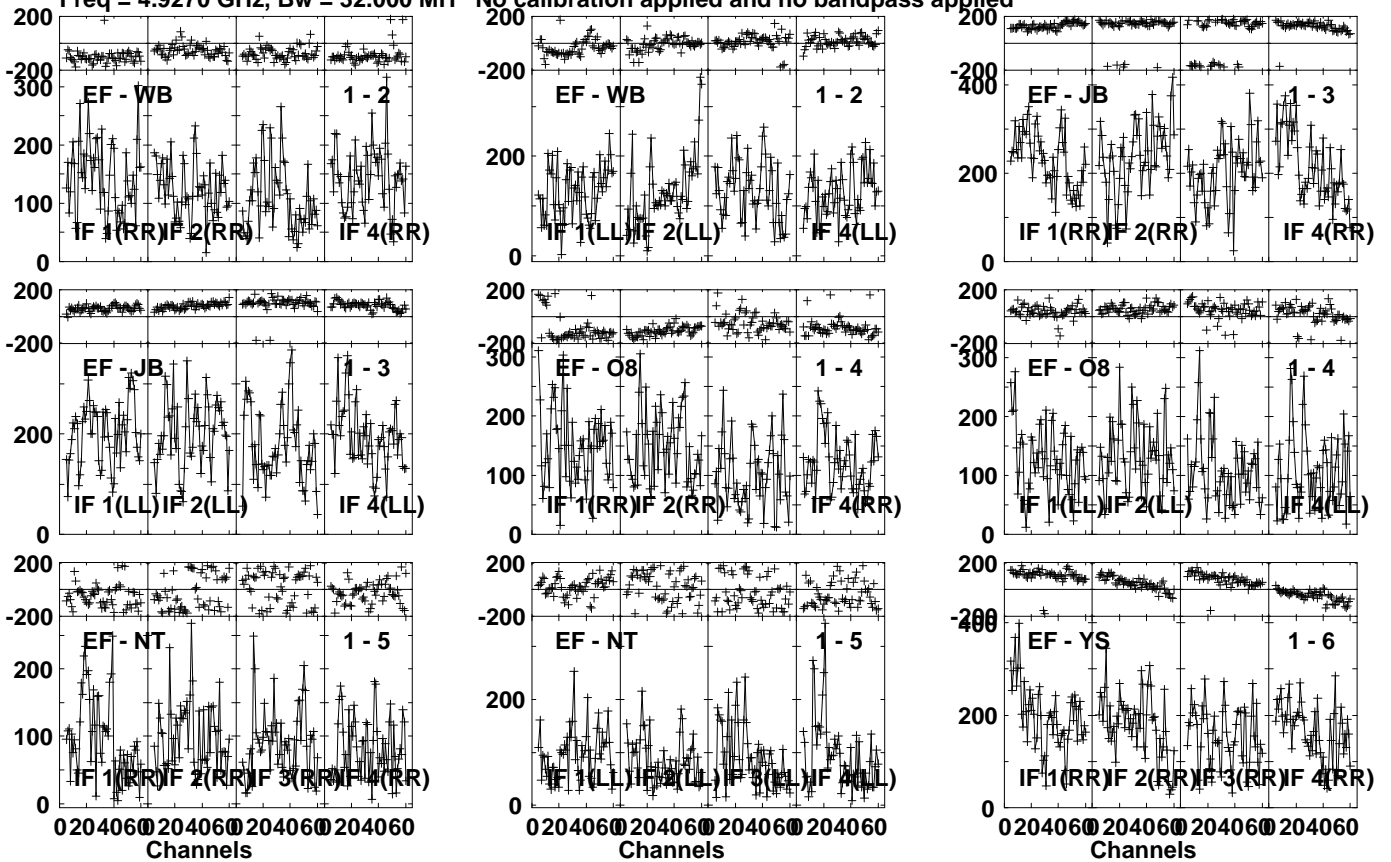 Freq = 4.9270 GHz, Bw = 32.000 MH No calibration applied and no bandpass applied
200
-200
300
200
100
0
EF - WB 1 - 2
IF 1(RR) IF 2(RR) IF 4(RR)
200
0
EF - WB 1 - 2
IF 1(LL) IF 2(LL) IF 4(LL)
200
-200
400
200
0
EF - JB 1 - 3
IF 1(RR) IF 2(RR) IF 4(RR)
200
-200
200
0
EF - JB 1 - 3
IF 1(LL) IF 2(LL) IF 4(LL)
200
-200
300
200
100
0
EF - O8 1 - 4
IF 1(RR) IF 2(RR) IF 4(RR)
200
-200
300
200
100
0
EF - O8 1 - 4
IF 1(LL) IF 2(LL) IF 4(LL)
200
-200
200
100
0
EF - NT 1 - 5
IF 1(RR) IF 2(RR) IF 3(RR) IF 4(RR)
0 20 40 60 0 20 40 60 0 20 40 60 0 20 40 60
Channels
200
-200
200
0
EF - NT 1 - 5
IF 1(LL) IF 2(LL) IF 3(LL) IF 4(LL)
0 20 40 60 0 20 40 60 0 20 40 60 0 20 40 60
Channels
200
-200
400
200
0
EF - YS 1 - 6
IF 1(RR) IF 2(RR) IF 3(RR) IF 4(RR)
0 20 40 60 0 20 40 60 0 20 40 60 0 20 40 60
Channels